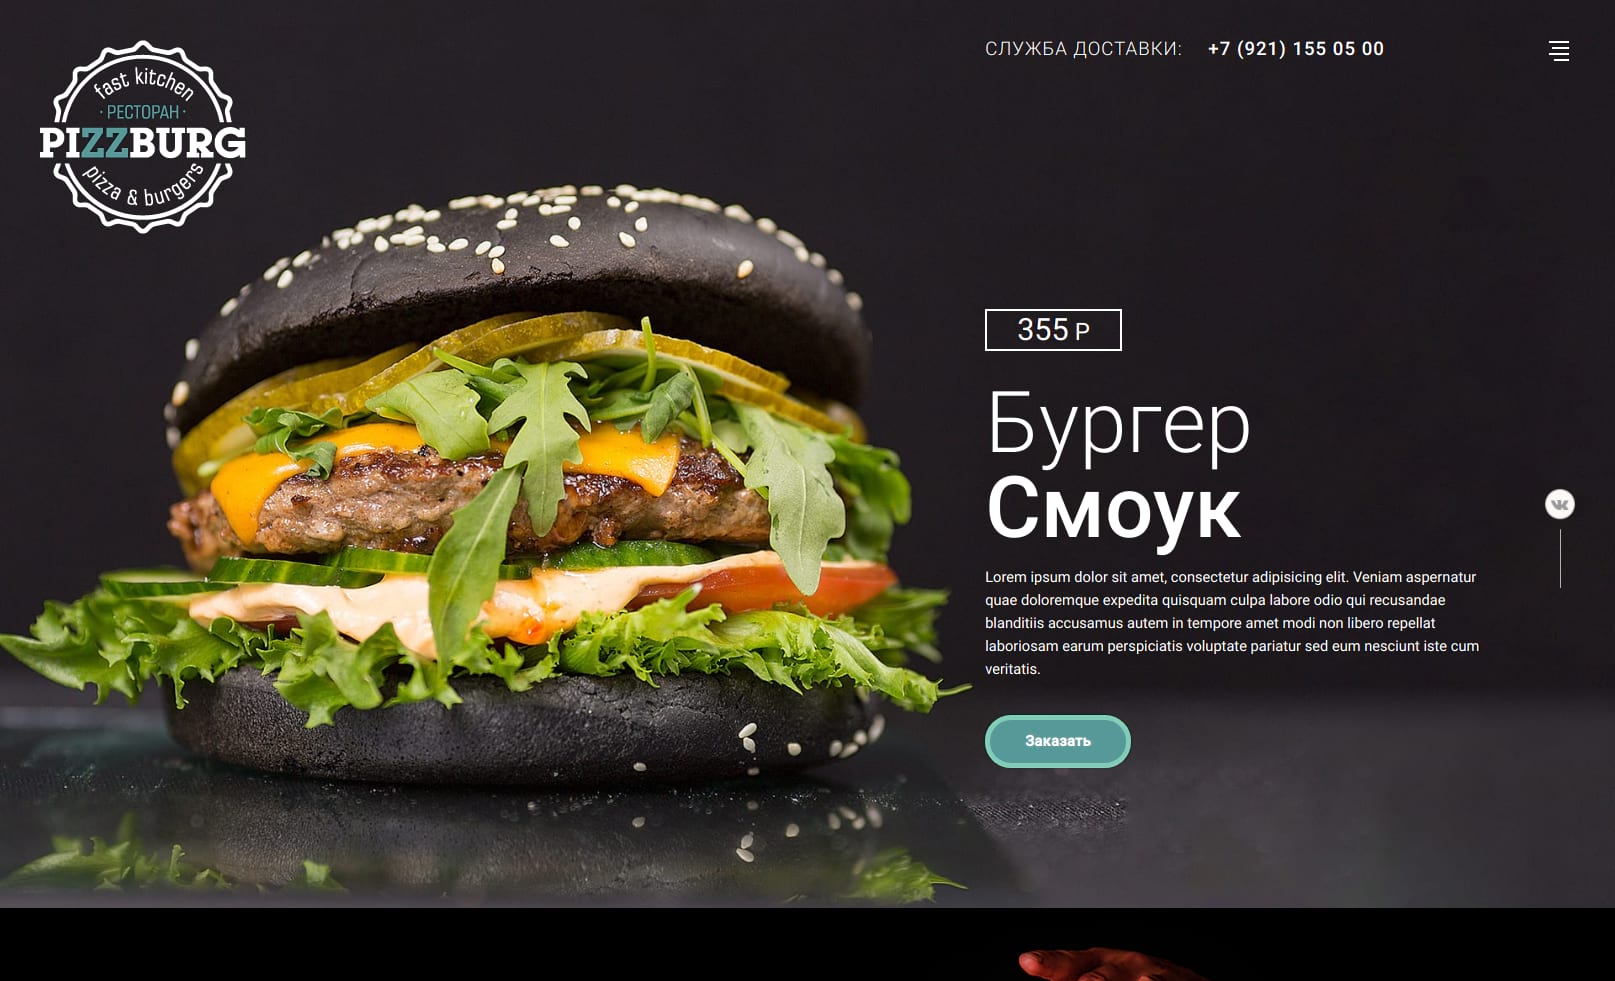 fast kitchen
· РЕСТОРАН ·
PIZZBURG
pizza & burgers
СЛУЖБА ДОСТАВКИ: +7 (921) 155 05 00
355 Р
Бургер
Смоук
Lorem ipsum dolor sit amet, consectetur adipisicing elit. Veniam aspernatur
quae doloremque expedita quisquam culpa labore odio qui recusandae
blanditiis accusamus autem in tempore amet modi non libero repellat
laboriosam earum perspiciatis voluptate pariatur sed eum nesciunt iste cum
veritatis.
Заказать